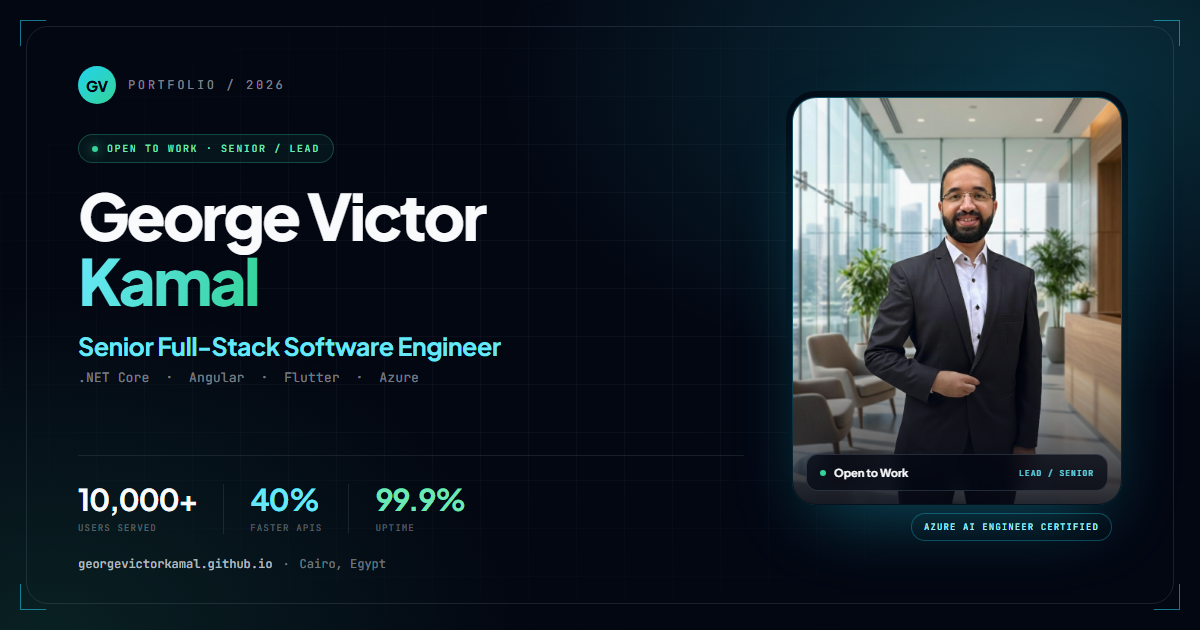 GV PORTFOLIO / 2026
OPEN TO WORK · SENIOR / LEAD
George Victor
Kamal
Senior Full-Stack Software Engineer
.NET Core · Angular · Flutter · Azure
10,000+ 40% 99.9%
USERS SERVED FASTER APIS UPTIME
georgevictorkamal.github.io · Cairo, Egypt
Open to Work LEAD / SENIOR
AZURE AI ENGINEER CERTIFIED